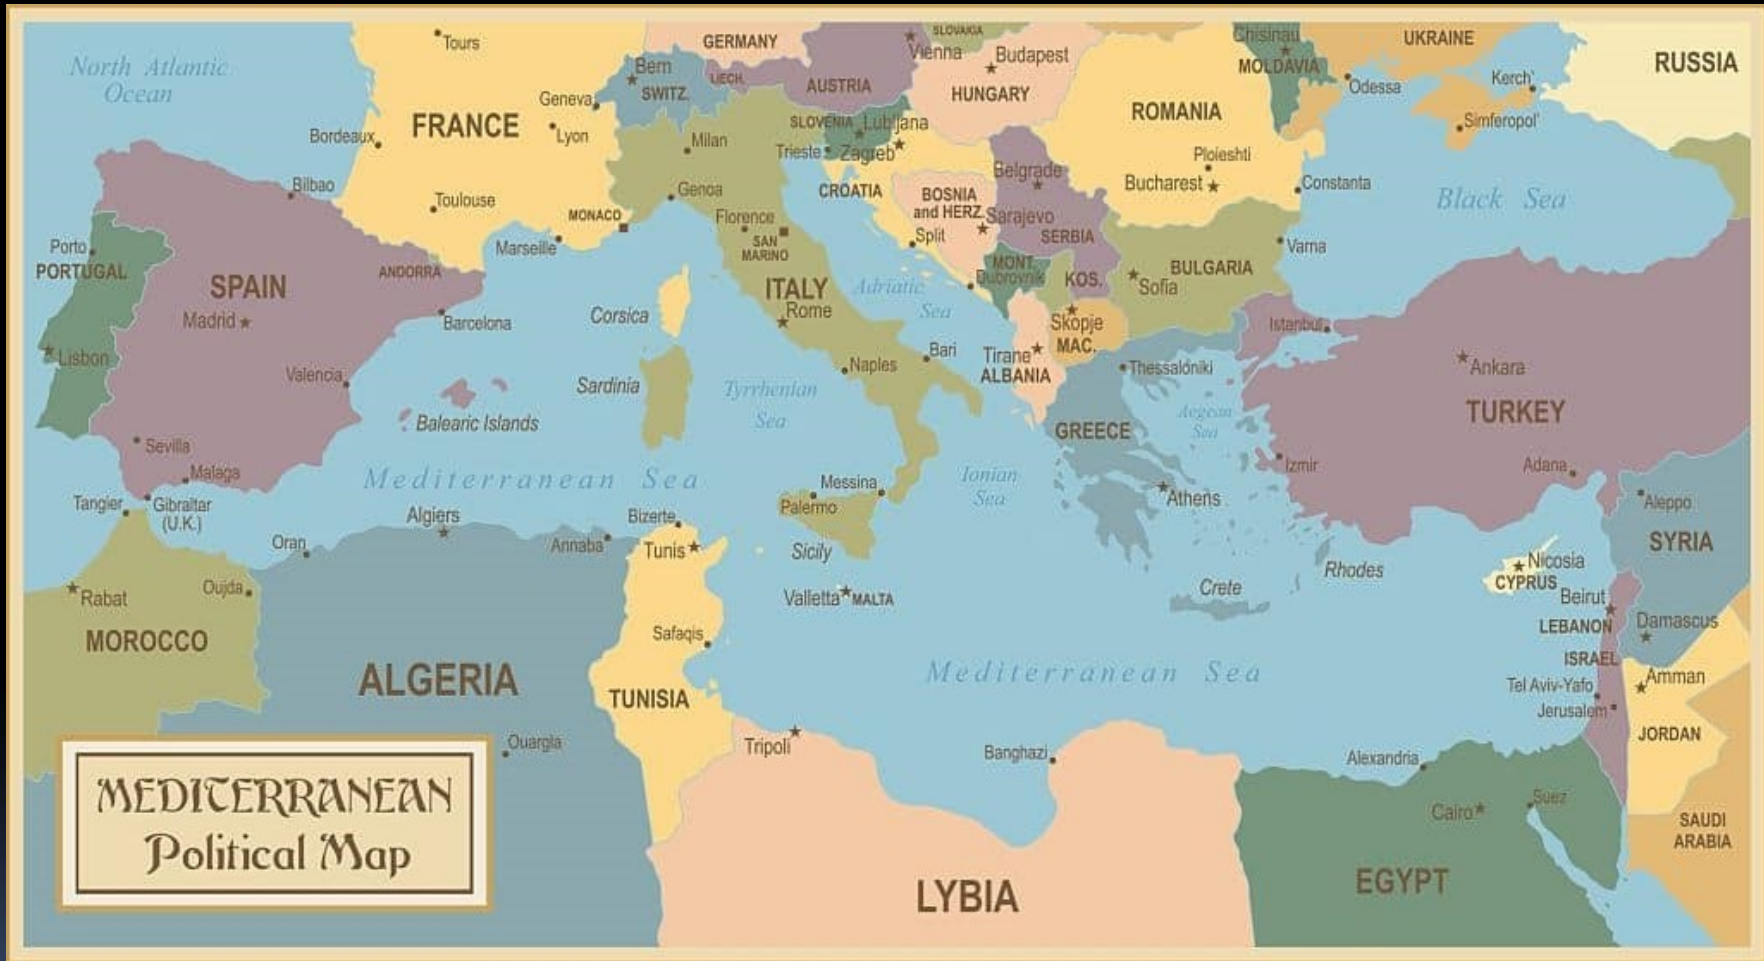 North Atlantic
Ocean
Tours
FRANCE
Geneva
Lyon
Bordeaux
Toulouse
Bilbao
MONACO
Marseille
Bern
SWITZ.
GERMANY
LIECH.
AUSTRIA
Vienna
SLOVAKIA
Budapest
HUNGARY
SLOVENIA
Lubljana
Trieste
Zagreb
CROATIA
Milan
Genoa
Florence
SAN
MARINO
ITALY
Rome
Naples
Bari
BOSNIA
and HERZ.
Sarajevo
Split
Dubrovnik
Belgrade
SERBIA
MONT.
KOS.
Skopje
MAC.
Tirane
ALBANIA
ROMANIA
Ploieshti
Bucharest
Constanta
Chisinau
MOLDAVIA
UKRAINE
Odessa
Kerch'
Simferopol'
RUSSIA
Black Sea
Varna
BULGARIA
Sofia
Istanbul
Thessalóniki
Ankara
TURKEY
Izmir
Adana
Porto
PORTUGAL
Lisbon
SPAIN
Madrid
ANDORRA
Barcelona
Valencia
Sevilla
Malaga
Gibraltar
(U.K.)
Tangier
Balearic Islands
Corsica
Sardinia
Adriatic
Sea
Tyrrhenian
Sea
Mediterranean Sea
Ionian
Sea
Aegean
Sea
GREECE
Athens
Messina
Palermo
Sicily
Valletta
MALTA
Crete
Rhodes
Nicosia
CYPRUS
Aleppo
SYRIA
Beirut
LEBANON
Damascus
ISRAEL
Tel Aviv-Yafo
Jerusalem
Amman
JORDAN
SAUDI
ARABIA
Rabat
Oujda
MOROCCO
Oran
Algiers
Annaba
ALGERIA
Ouargla
Bizerte
Tunis
Safaqis
TUNISIA
Mediterranean Sea
Tripoli
Banghazi
LYBIA
Alexandria
Cairo
Suez
EGYPT
MEDITERRANEAN
Political Map